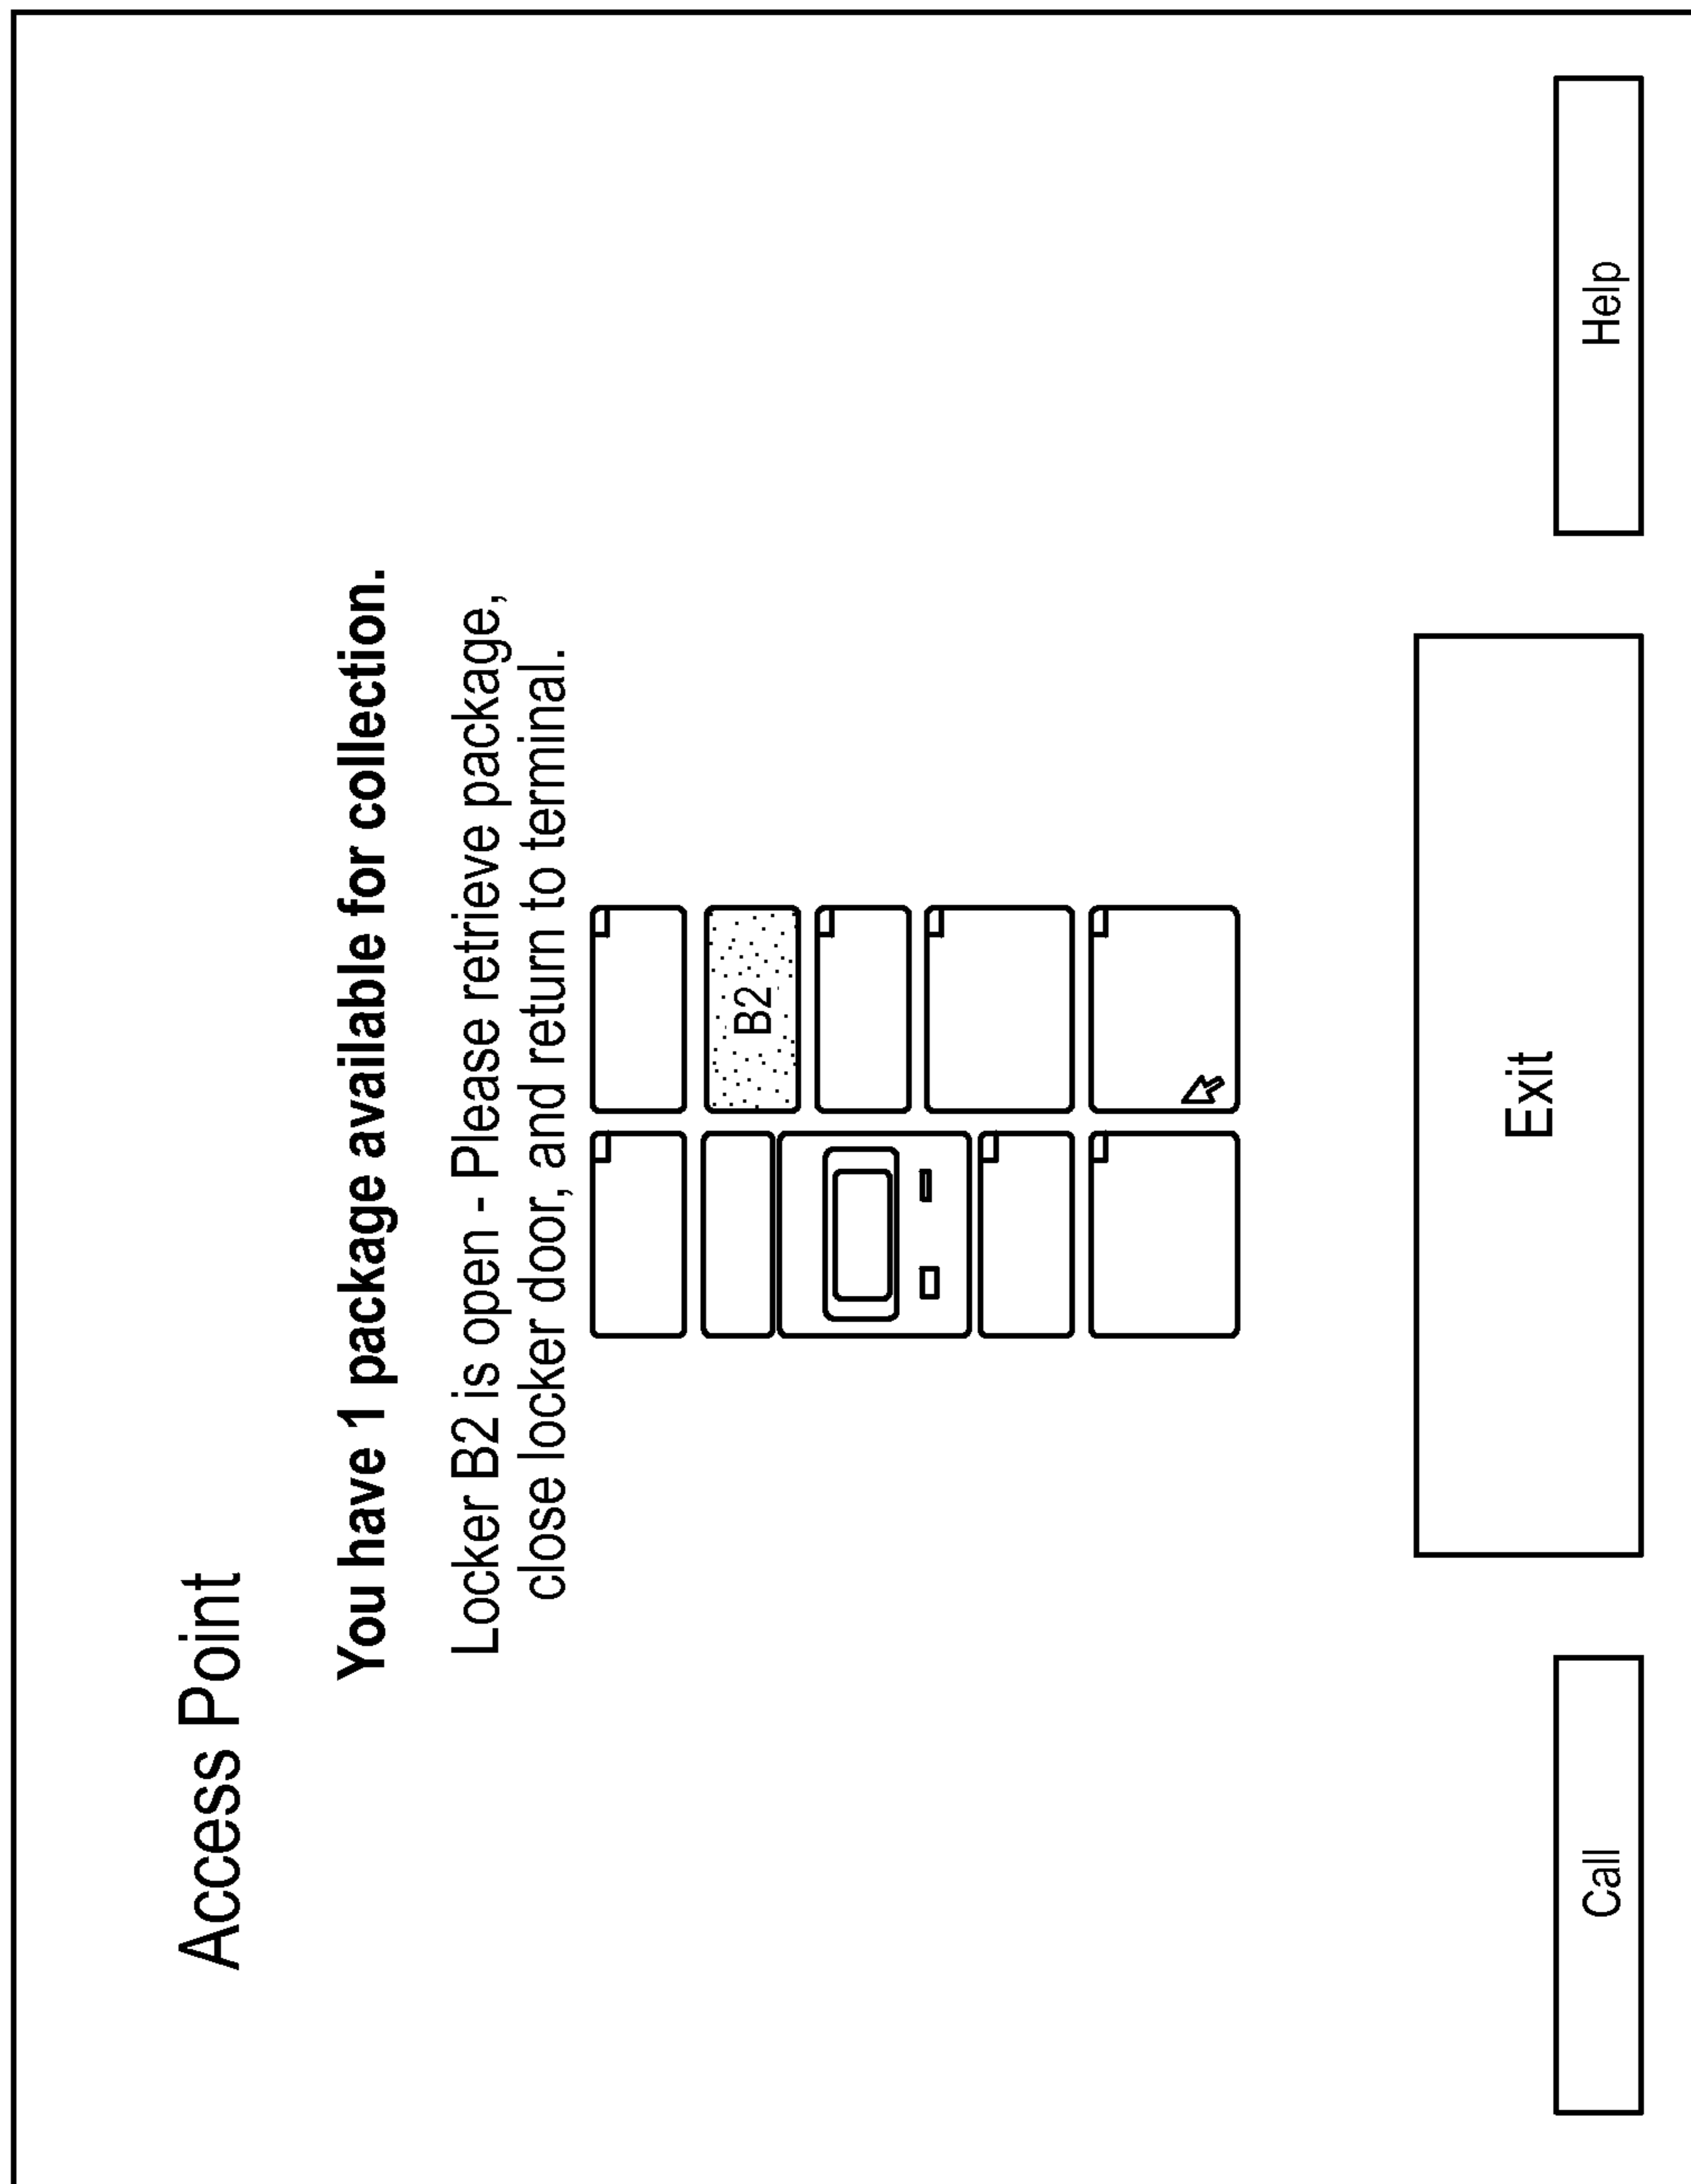 Access Point
You have 1 package available for collection.
Locker B2 is open - Please retrieve package,
close locker door, and return to terminal.
B2
Call
Exit
Help